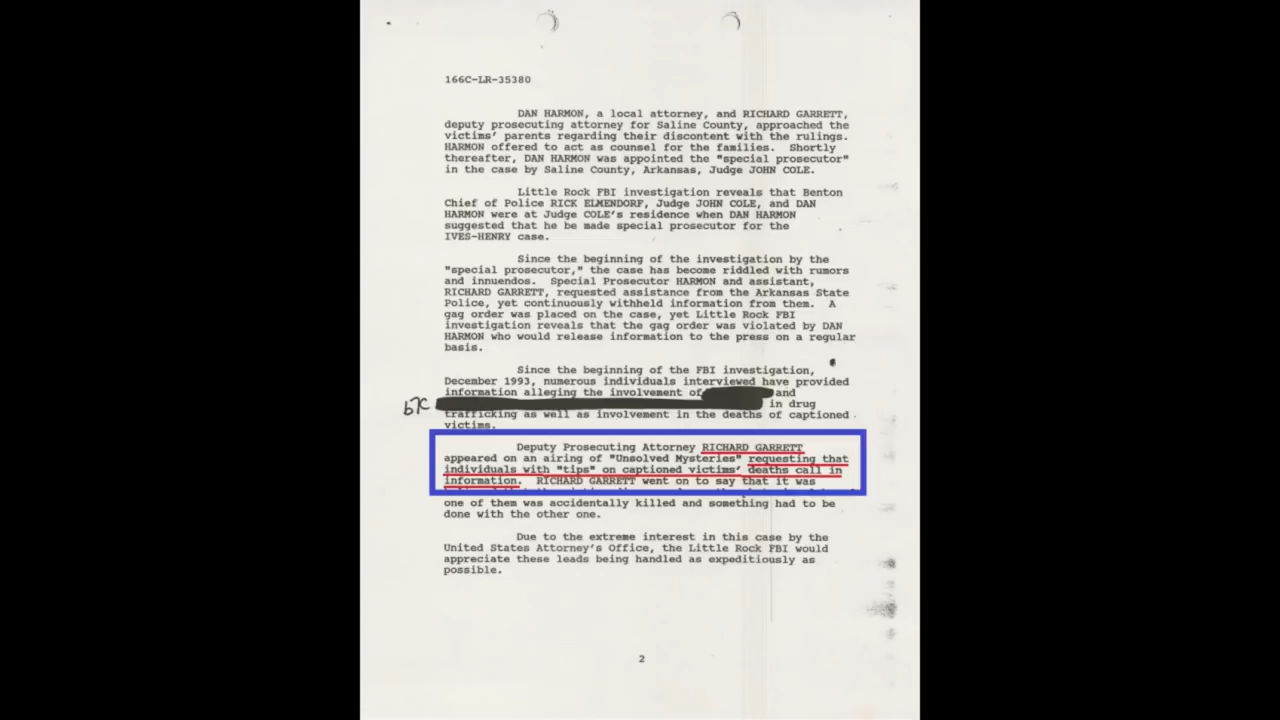 166C-LR-35380
DAN HARMON, a local attorney, and RICHARD GARRETT,
deputy prosecuting attorney for Saline County, approached the
victims' parents regarding their discontent with the rulings.
HARMON offered to act as counsel for the families. Shortly
thereafter, DAN HARMON was appointed the "special prosecutor"
in the case by Saline County, Arkansas, Judge JOHN COLE.
Little Rock FBI investigation reveals that Benton
Chief of Police RICK ELMENDORF, Judge JOHN COLE, and DAN
HARMON were at Judge COLE's residence when DAN HARMON
suggested that he be made special prosecutor for the
IVES-HENRY case.
Since the beginning of the investigation by the
"special prosecutor," the case has become riddled with rumors
and innuendos. Special Prosecutor HARMON and assistant,
RICHARD GARRETT, requested assistance from the Arkansas State
Police, yet continuously withheld information from them. A
gag order was placed on the case, yet Little Rock FBI
investigation reveals that the gag order was violated by DAN
HARMON who would release information to the press on a regular
basis.
Since the beginning of the FBI investigation,
December 1993, numerous individuals interviewed have provided
information alleging the involvement of and
b7C in drug
trafficking as well as involvement in the deaths of captioned
victims.
Deputy Prosecuting Attorney RICHARD GARRETT
appeared on an airing of "Unsolved Mysteries" requesting that
individuals with "tips" on captioned victims' deaths call in
information. RICHARD GARRETT went on to say that it was
one of them was accidentally killed and something had to be
done with the other one.
Due to the extreme interest in this case by the
United States Attorney's Office, the Little Rock FBI would
appreciate these leads being handled as expeditiously as
possible.
2